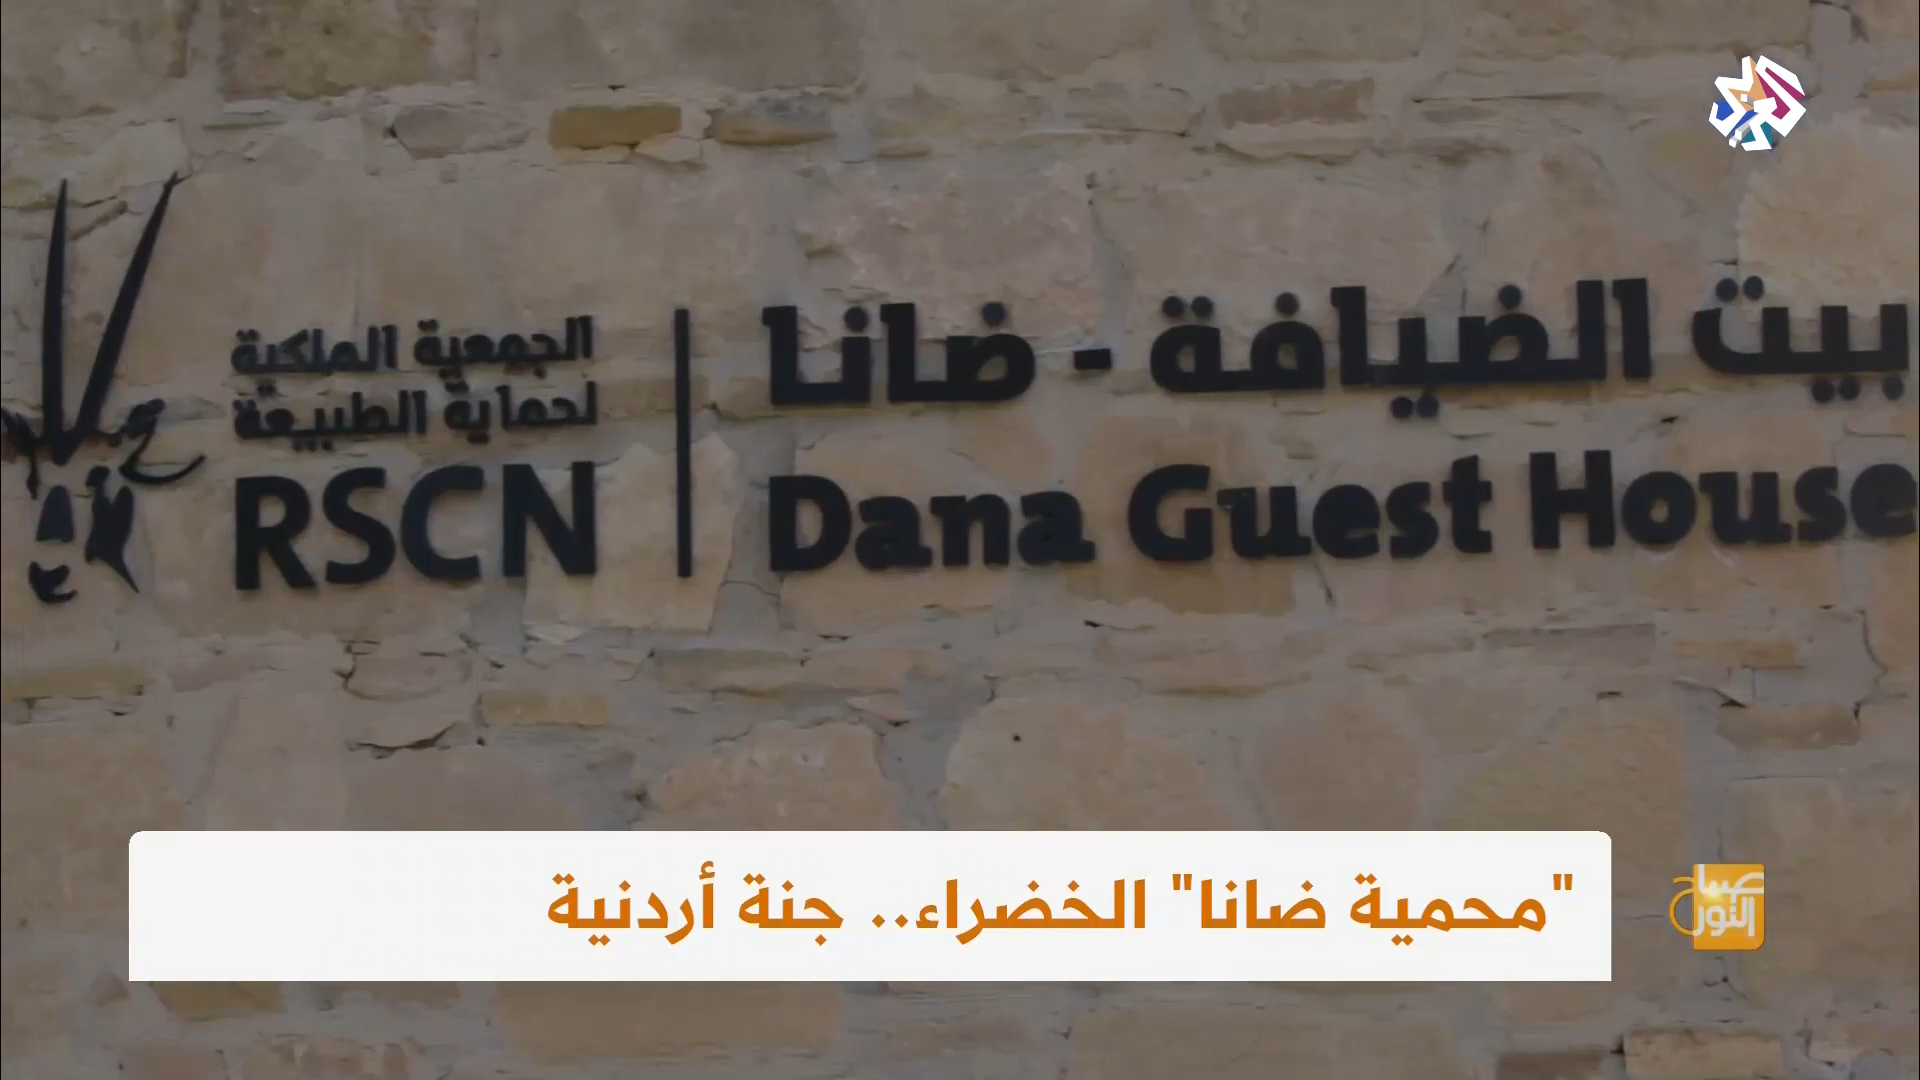 بيت الضيافة - ضانا
Dana Guest House
الجمعية الملكية
لحماية الطبيعة
RSCN
"محمية ضانا" الخضراء.. جنة أردنية
صباح
النور